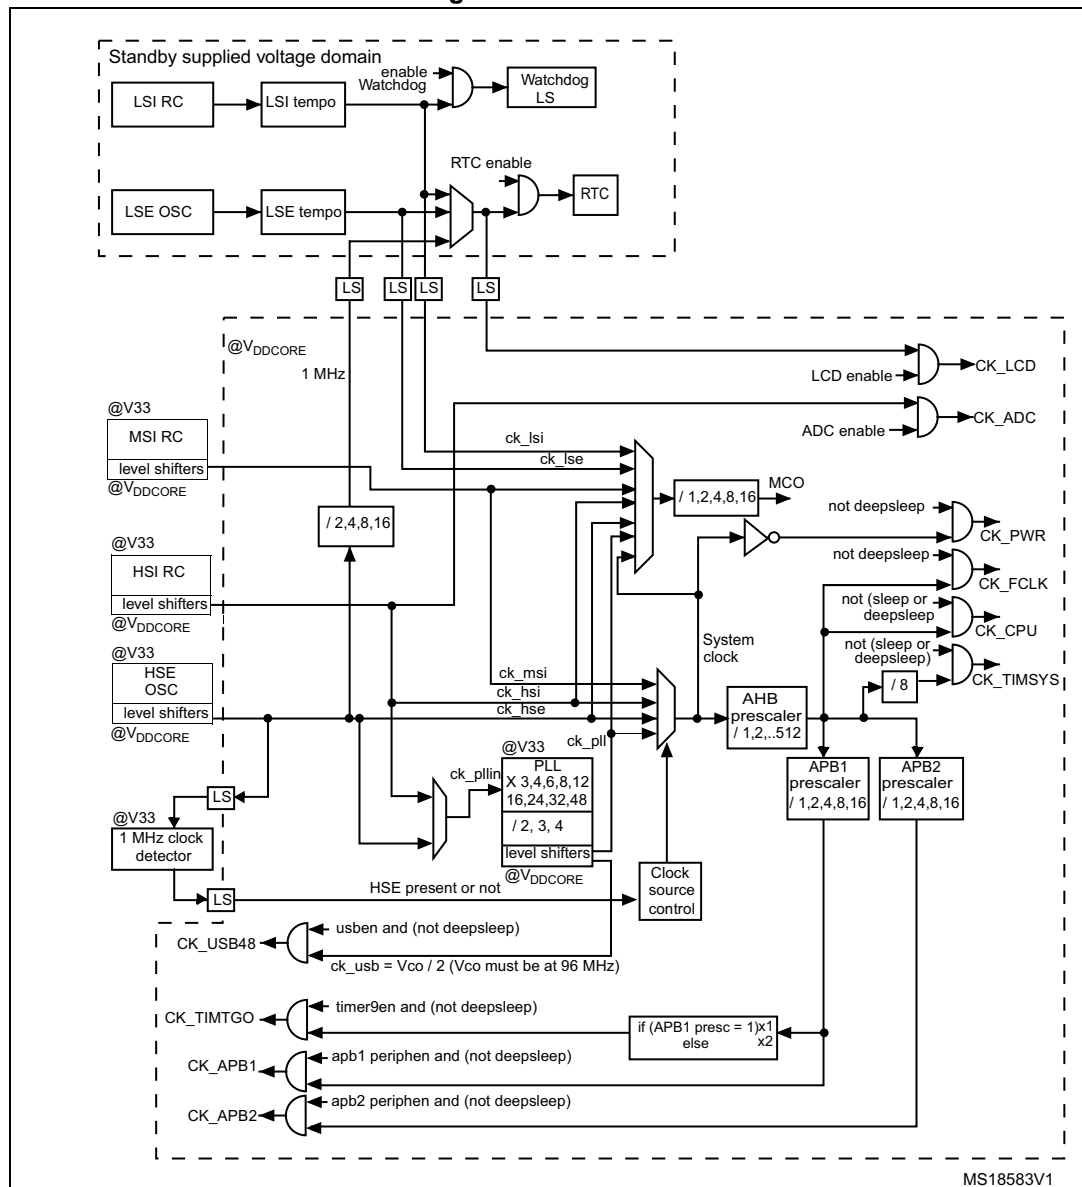 Standby supplied voltage domain
enable
Watchdog
Watchdog
LS
LSI RC
LSI tempo
RTC enable
RTC
LSE OSC
LSE tempo
LS
LS
LS
LS
@VDDCORE
1 MHz
LCD enable
CK_LCD
@V33
MSI RC
level shifters
@VDDCORE
ADC enable
CK_ADC
ck_lsi
ck_lse
/ 1,2,4,8,16
MCO
/ 2,4,8,16
not deepsleep
CK_PWR
@V33
HSI RC
level shifters
@VDDCORE
not deepsleep
CK_FCLK
not (sleep or
deepsleep
CK_CPU
System
clock
not (sleep or
deepsleep)
CK_TIMSYS
/ 8
@V33
HSE
OSC
level shifters
@VDDCORE
ck_msi
ck_hsi
ck_hse
ck_pll
AHB
prescaler
/ 1,2,..512
ck_pllin
@V33
PLL
X 3,4,6,8,12
16,24,32,48
/ 2, 3, 4
level shifters
@VDDCORE
APB1
prescaler
/ 1,2,4,8,16
APB2
prescaler
/ 1,2,4,8,16
LS
@V33
1 MHz clock
detector
LS
HSE present or not
Clock
source
control
CK_USB48
usben and (not deepsleep)
ck_usb = Vco / 2 (Vco must be at 96 MHz)
CK_TIMTGO
timer9en and (not deepsleep)
if (APB1 presc = 1)x1
else x2
CK_APB1
apb1 periphen and (not deepsleep)
CK_APB2
apb2 periphen and (not deepsleep)
MS18583V1